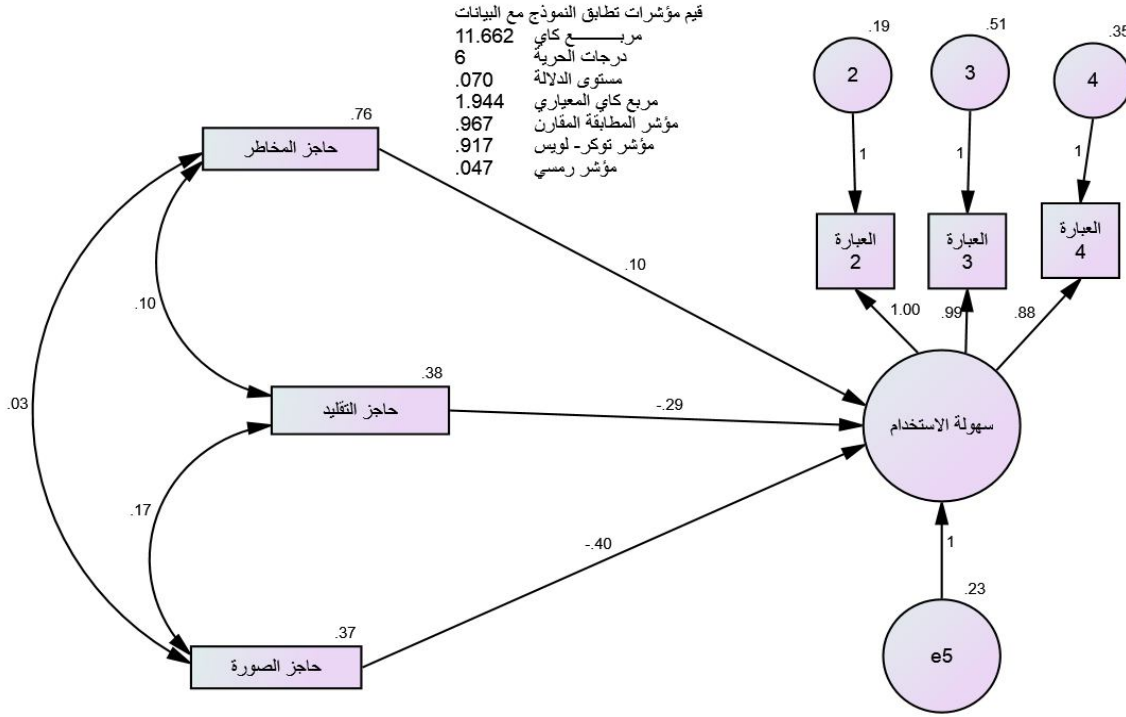 قيم مؤشرات تطابق النموذج مع البيانات
مربـــــــع كاي 11.662
درجات الحرية 6
مستوى الدلالة .070
مربع كاي المعياري 1.944
مؤشر المطابقة المقارن .967
مؤشر توكر- لويس .917
مؤشر رمسي .047
.19
.51
.35
2
3
4
.76
حاجز المخاطر
1
1
1
العبارة
2
العبارة
3
العبارة
4
.10
.10
1.00
.99
.88
.38
حاجز التقليد
.03
-.29
سهولة الاستخدام
.17
-.40
1
.23
.37
حاجز الصورة
e5